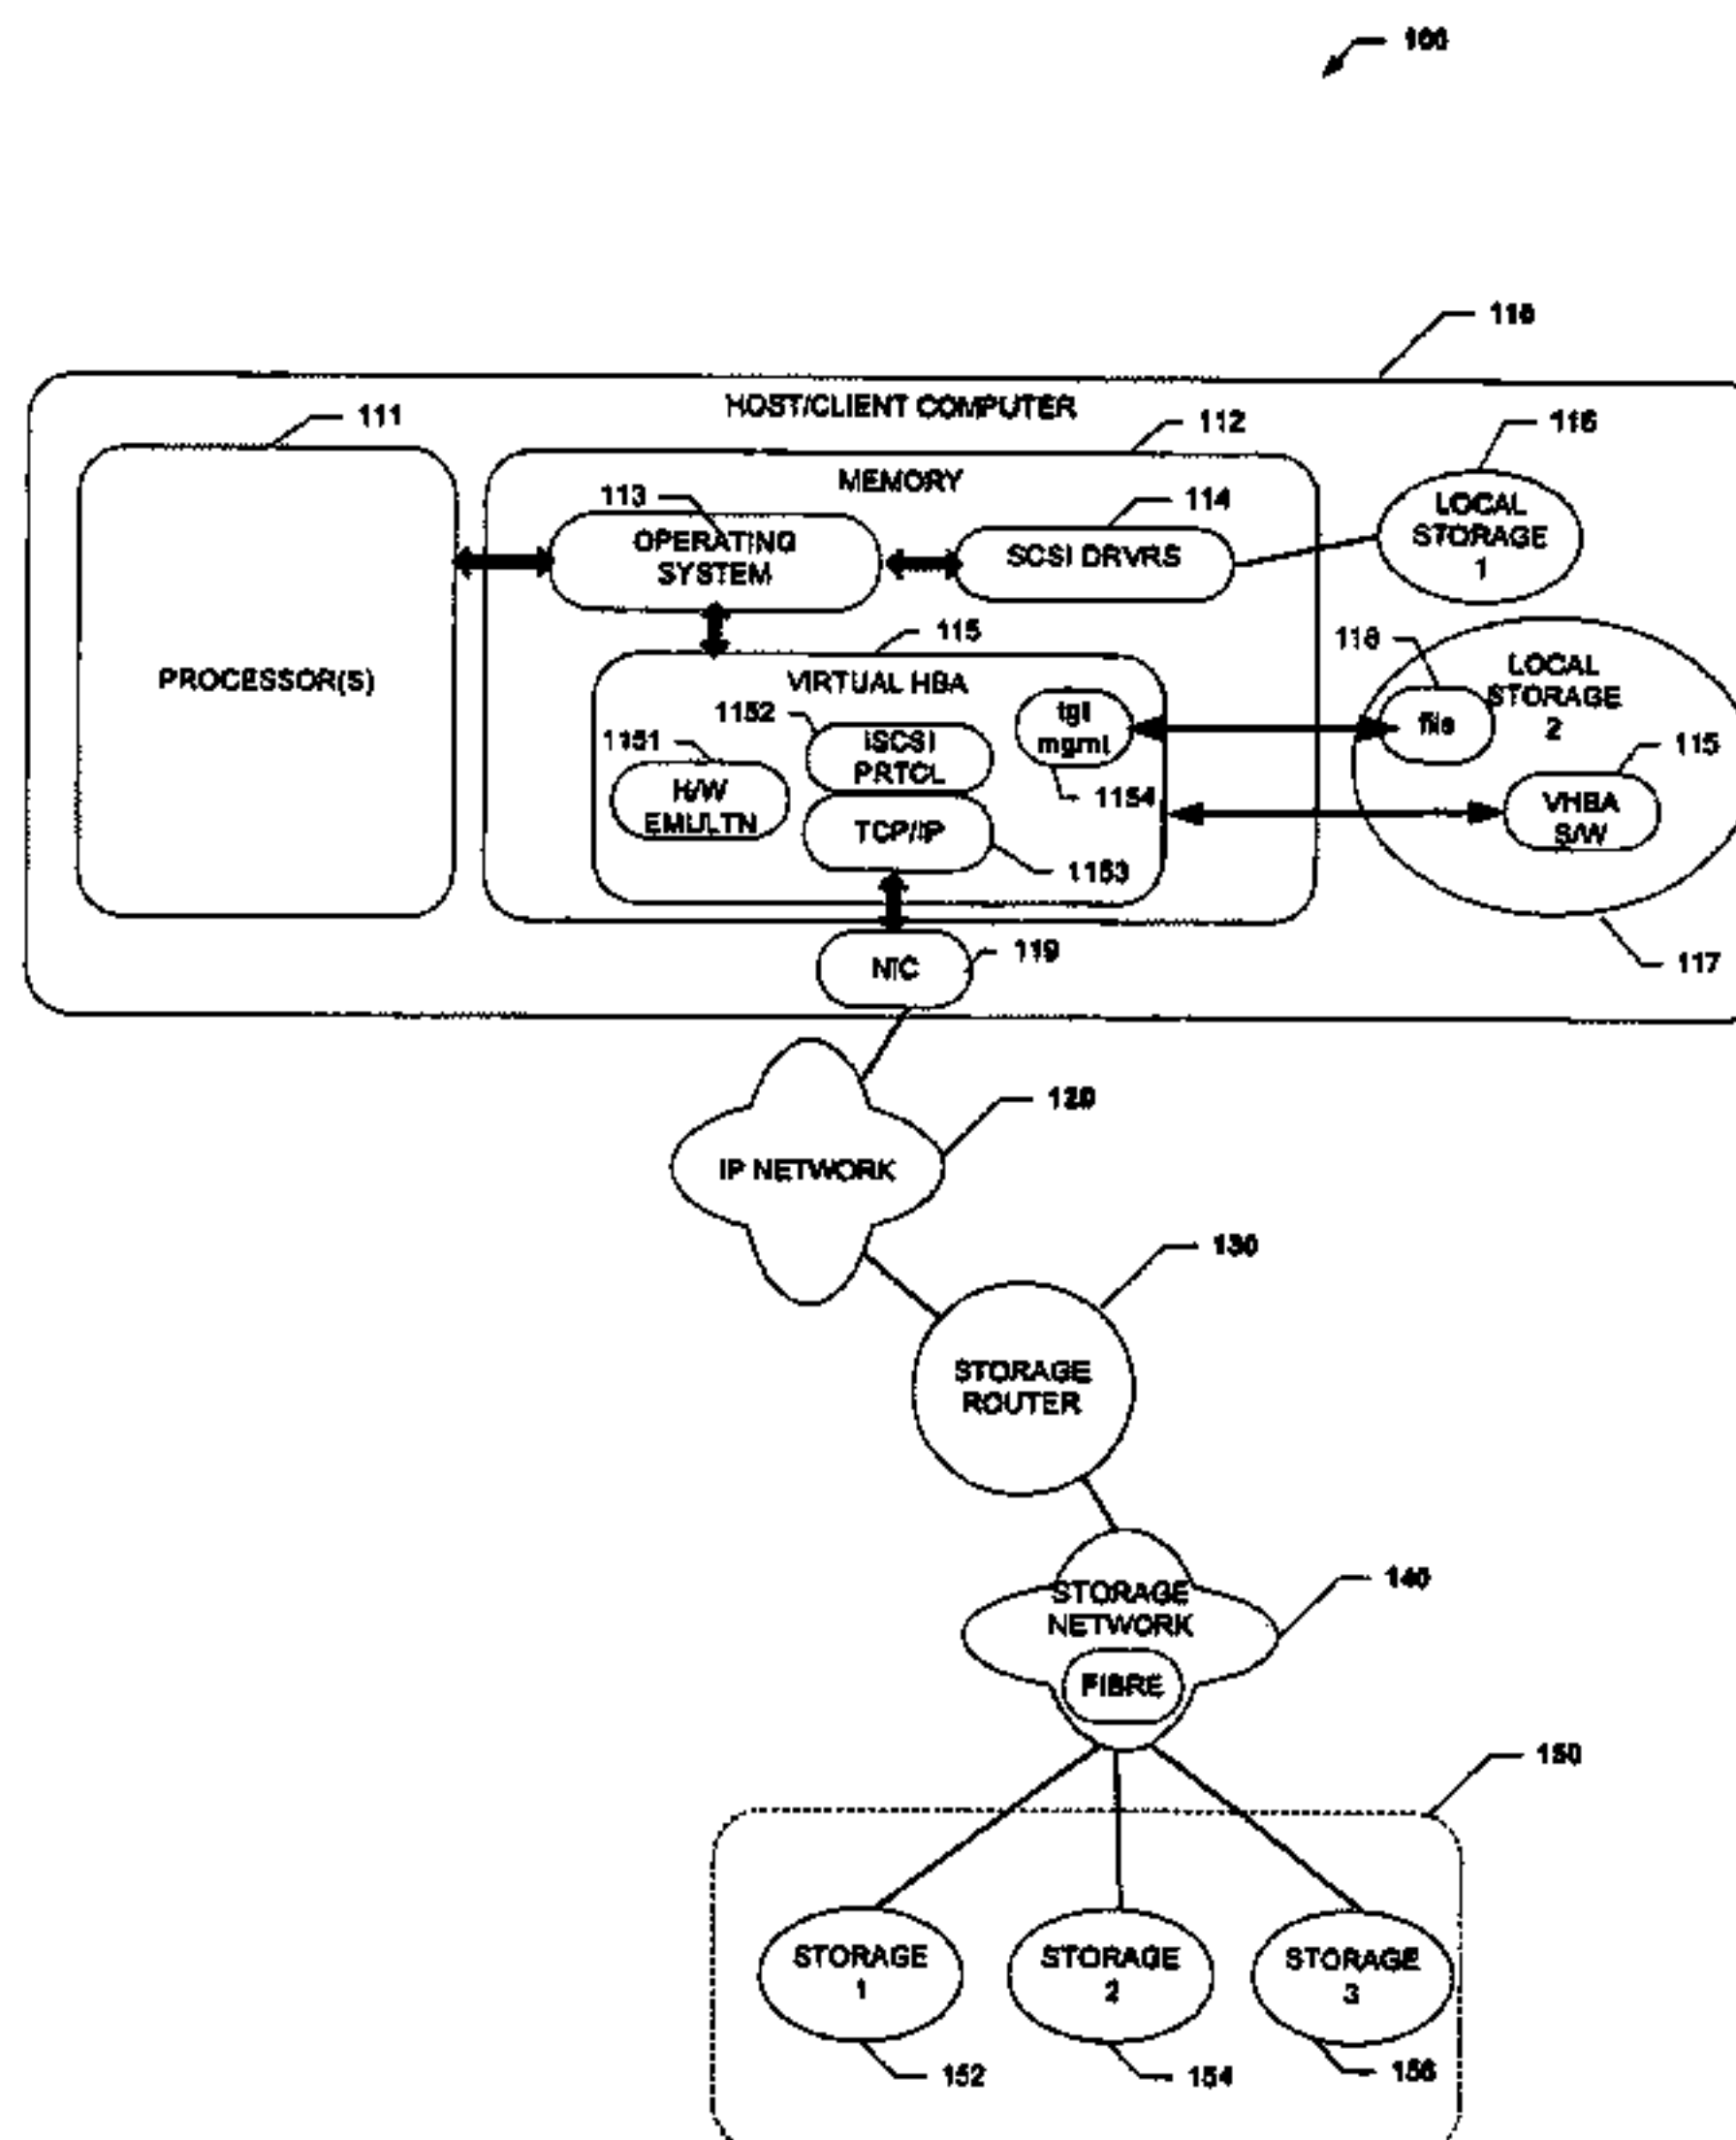 100
110
HOST/CLIENT COMPUTER
111
112
116
MEMORY
113
114
LOCAL
STORAGE
1
OPERATING
SYSTEM
SCSI DRVRS
115
118
PROCESSOR(S)
VIRTUAL HBA
LOCAL
STORAGE
2
1152
tgt
mgmt
file
1151
iSCSI
PRTCL
115
H/W
EMULTN
1154
VHBA
S/W
TCP/IP
1153
119
NIC
117
120
IP NETWORK
130
STORAGE
ROUTER
140
STORAGE
NETWORK
FIBRE
150
STORAGE
1
STORAGE
2
STORAGE
3
152
154
156